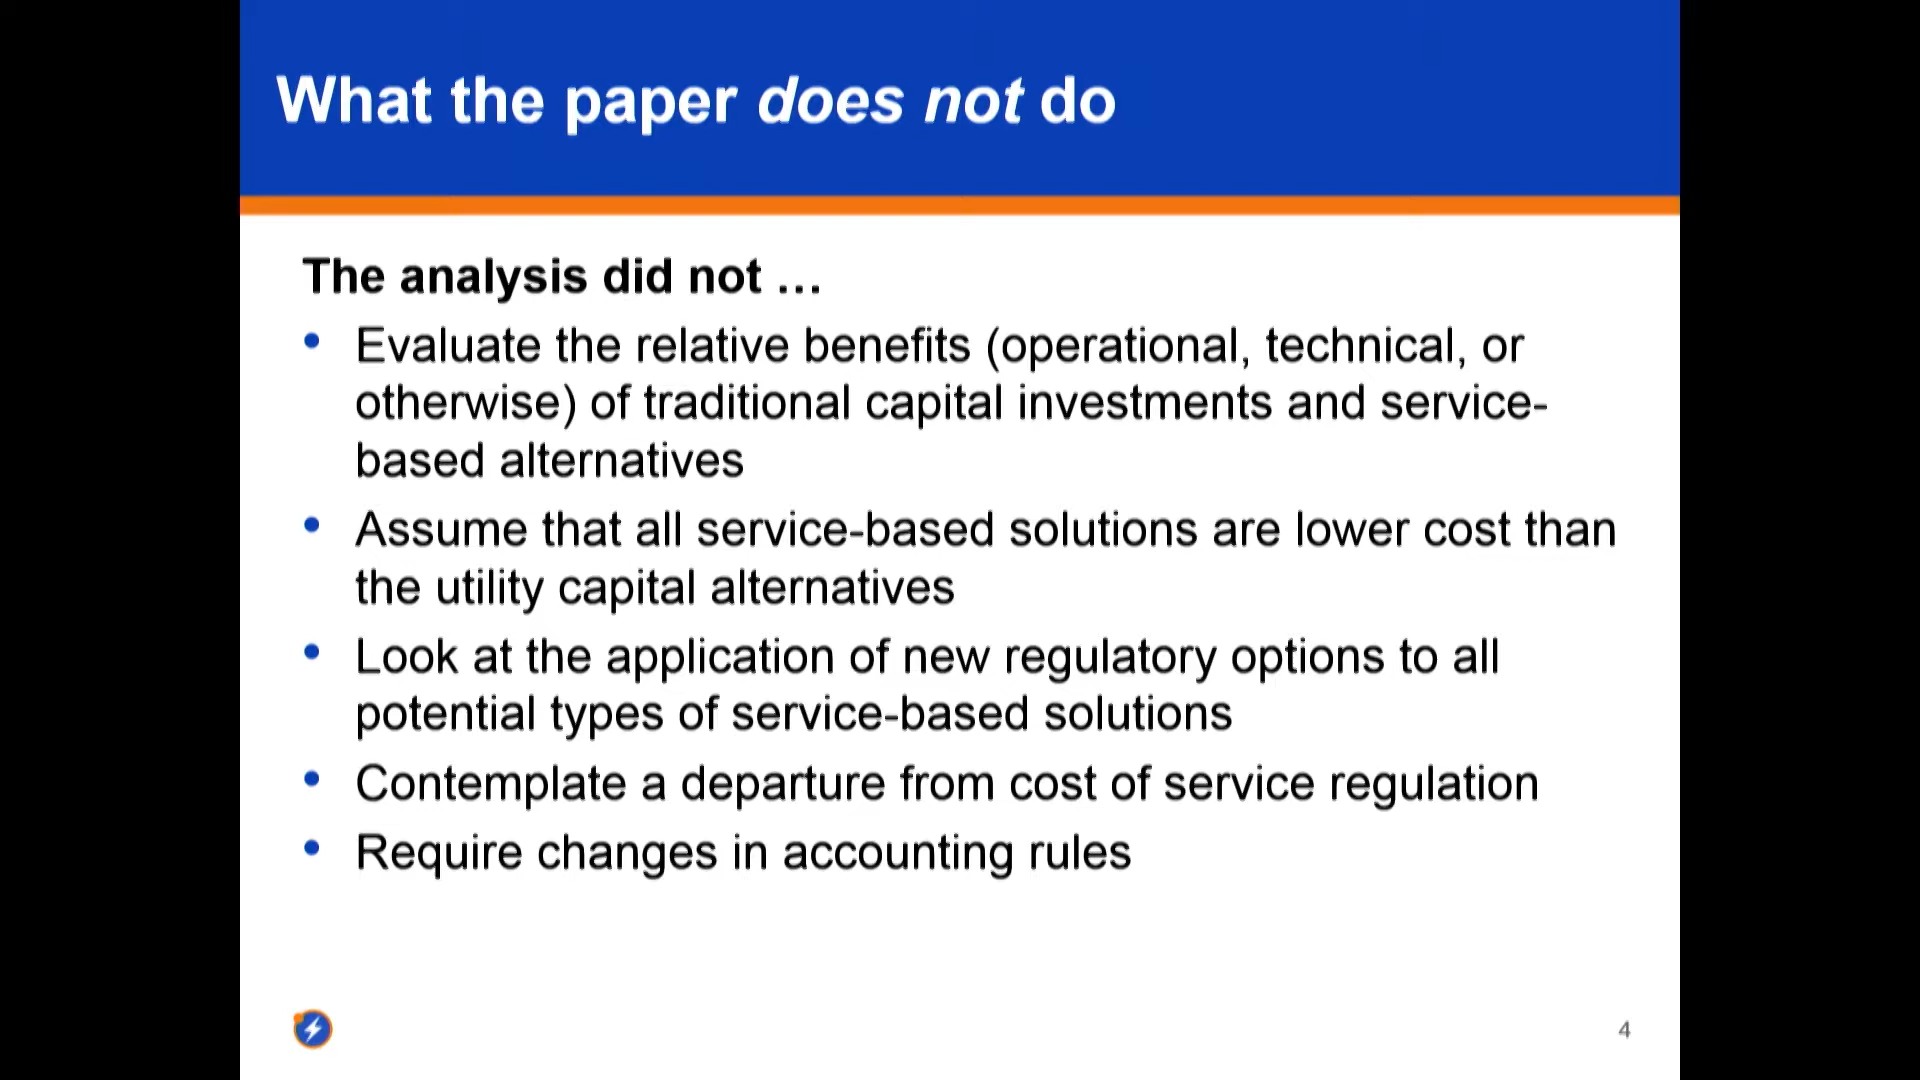 What the paper does not do
The analysis did not …
• Evaluate the relative benefits (operational, technical, or
otherwise) of traditional capital investments and service-
based alternatives
• Assume that all service-based solutions are lower cost than
the utility capital alternatives
• Look at the application of new regulatory options to all
potential types of service-based solutions
• Contemplate a departure from cost of service regulation
• Require changes in accounting rules
4